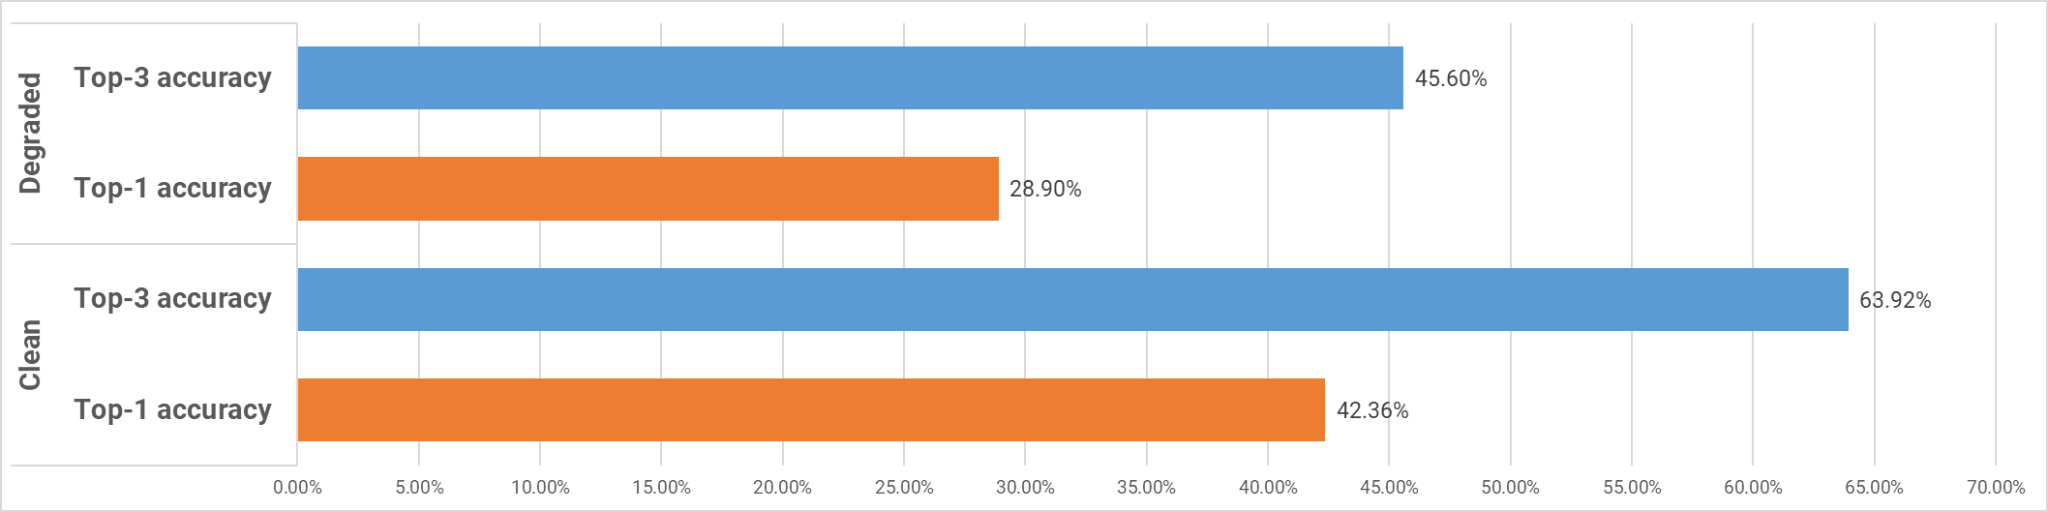 Degraded
Top-3 accuracy
45.60%
Top-1 accuracy
28.90%
Clean
Top-3 accuracy
63.92%
Top-1 accuracy
42.36%
0.00% 5.00% 10.00% 15.00% 20.00% 25.00% 30.00% 35.00% 40.00% 45.00% 50.00% 55.00% 60.00% 65.00% 70.00%